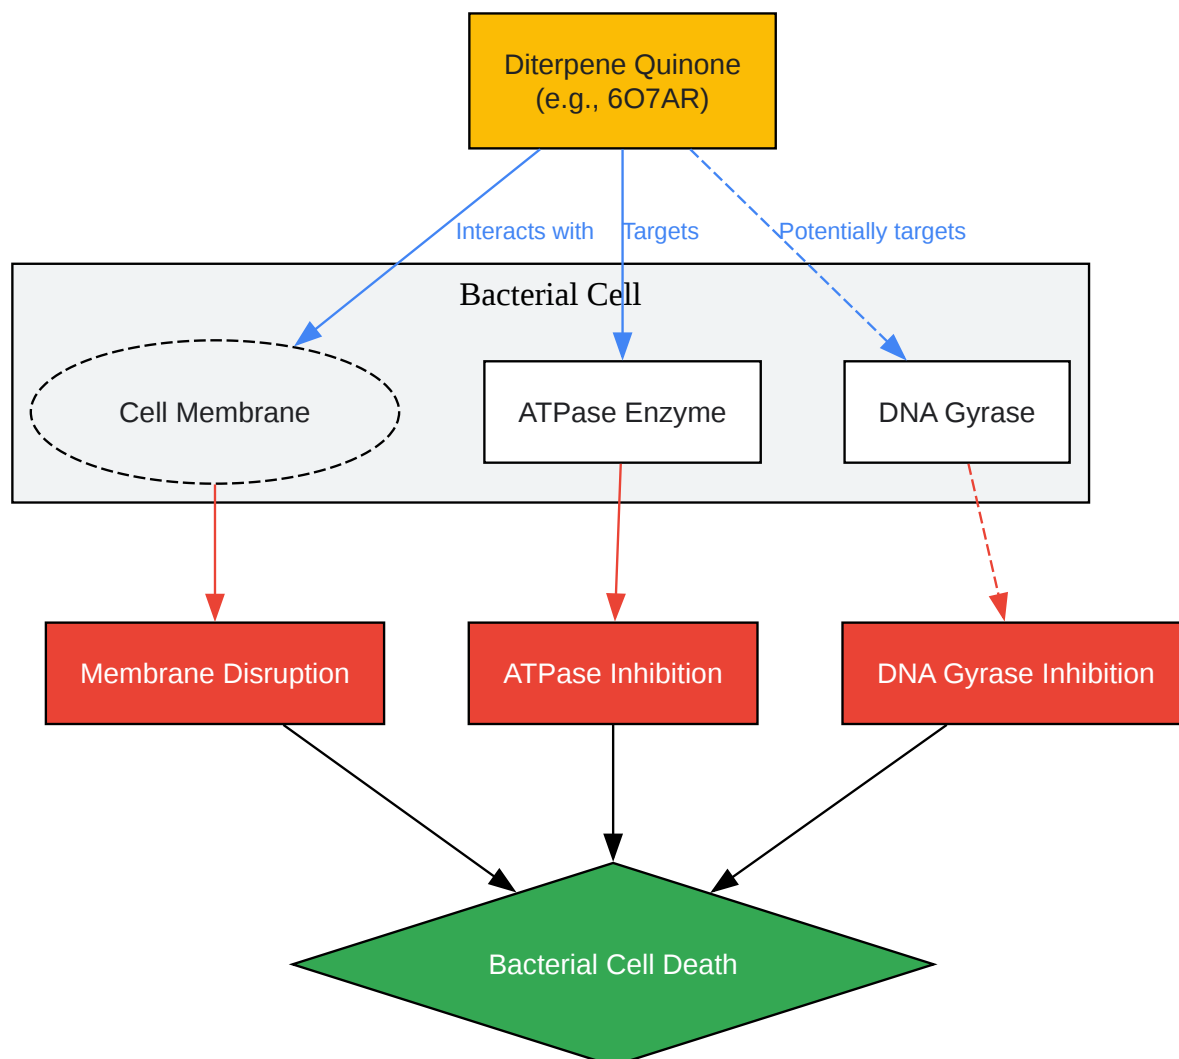 Diterpene Quinone
(e.g., 6O7AR)
Interacts with
Targets
Potentially targets
Bacterial Cell
Cell Membrane
ATPase Enzyme
DNA Gyrase
Membrane Disruption
ATPase Inhibition
DNA Gyrase Inhibition
Bacterial Cell Death